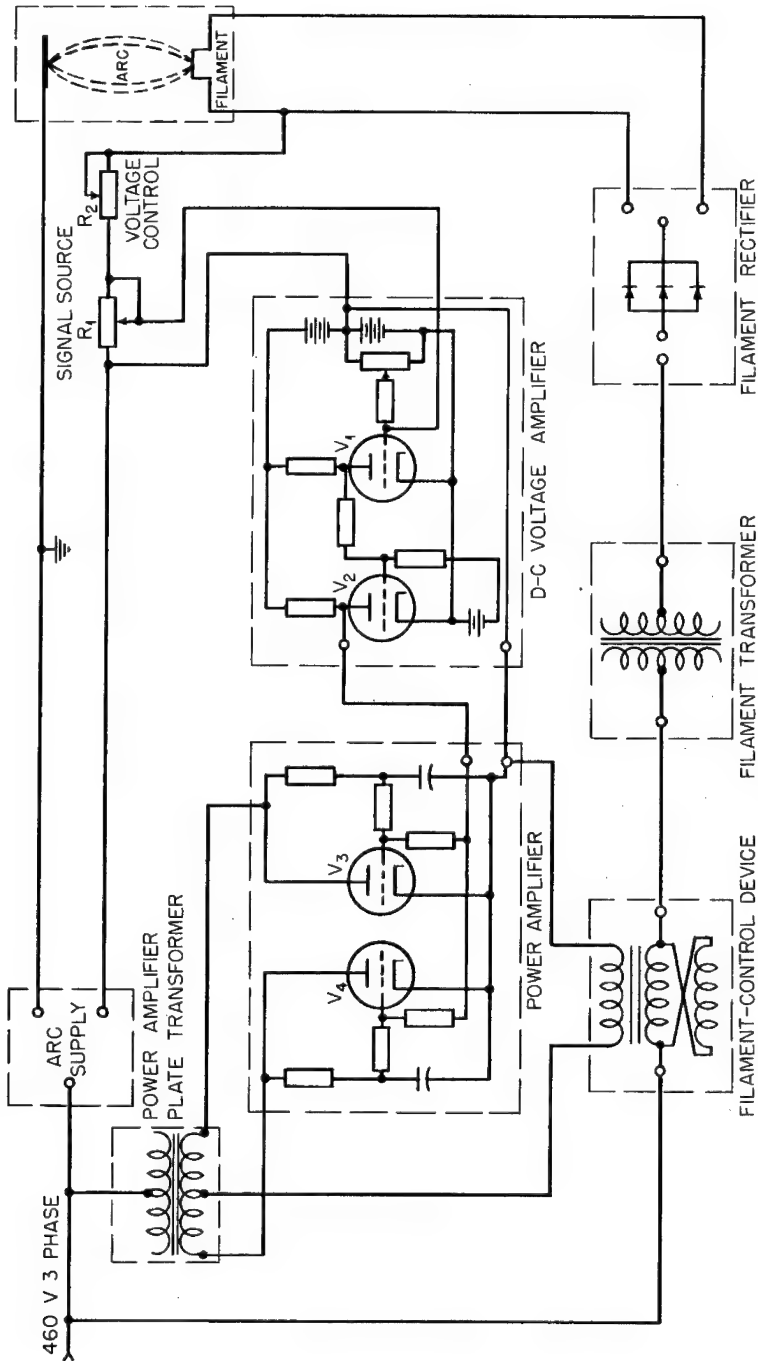 460 V 3 PHASE
ARC
SUPPLY
POWER AMPLIFIER
PLATE TRANSFORMER
SIGNAL SOURCE
R1
R2
VOLTAGE
CONTROL
ARC
FILAMENT
V4
V3
POWER AMPLIFIER
V2
V1
D-C VOLTAGE AMPLIFIER
FILAMENT-CONTROL DEVICE
FILAMENT TRANSFORMER
FILAMENT RECTIFIER